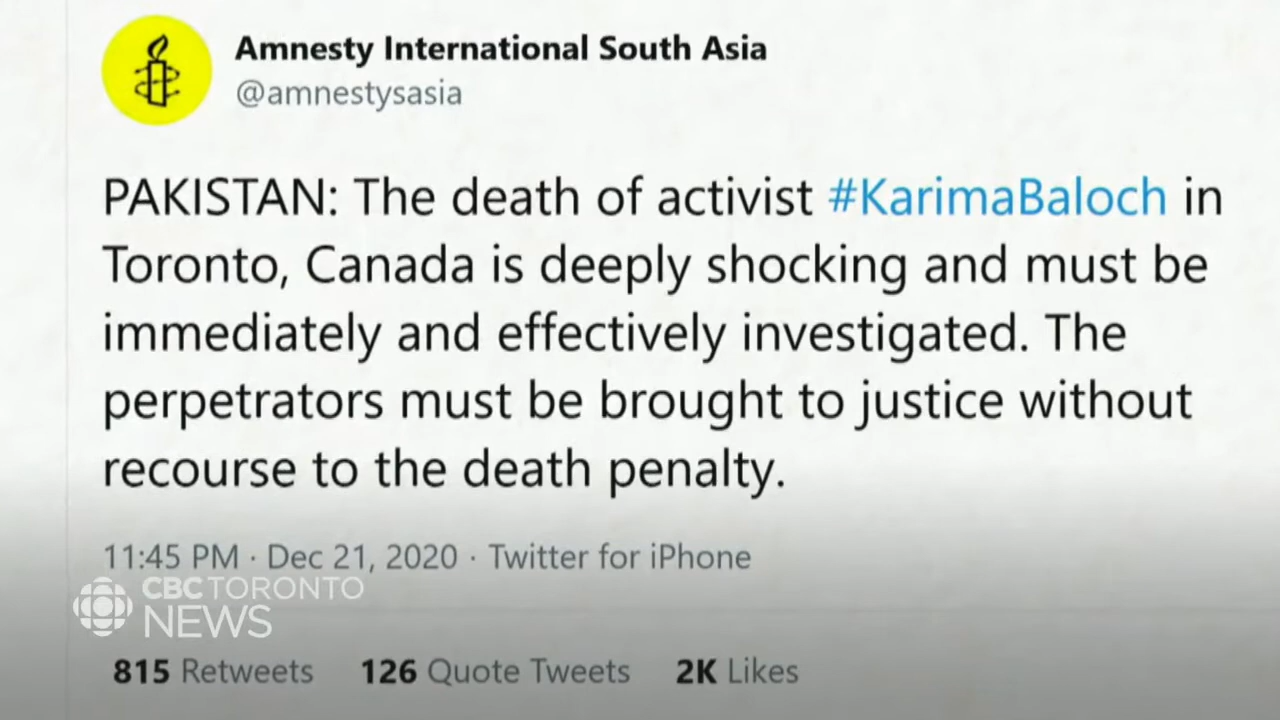 Amnesty International South Asia
@amnestysasia
PAKISTAN: The death of activist #KarimaBaloch in
Toronto, Canada is deeply shocking and must be
immediately and effectively investigated. The
perpetrators must be brought to justice without
recourse to the death penalty.
11:45 PM · Dec 21, 2020 · Twitter for iPhone
CBC TORONTO
NEWS
815 Retweets 126 Quote Tweets 2K Likes